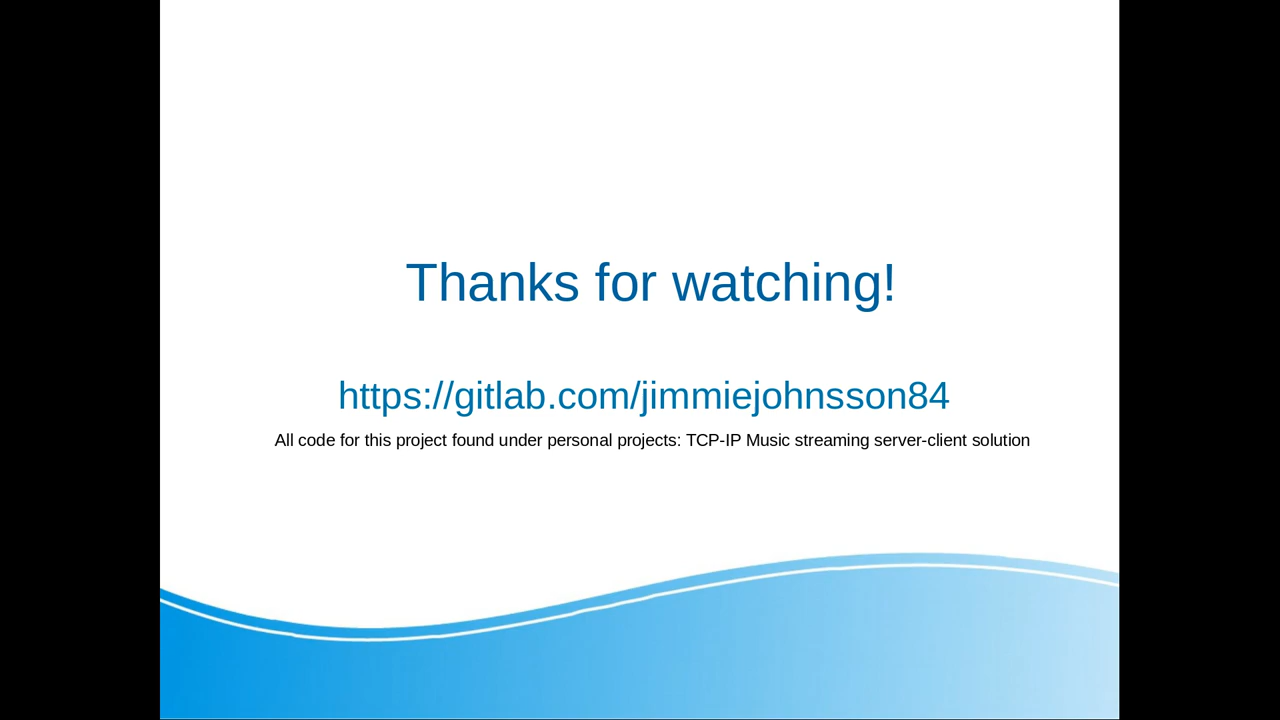 Thanks for watching!
https://gitlab.com/jimmiejohnsson84
All code for this project found under personal projects: TCP-IP Music streaming server-client solution